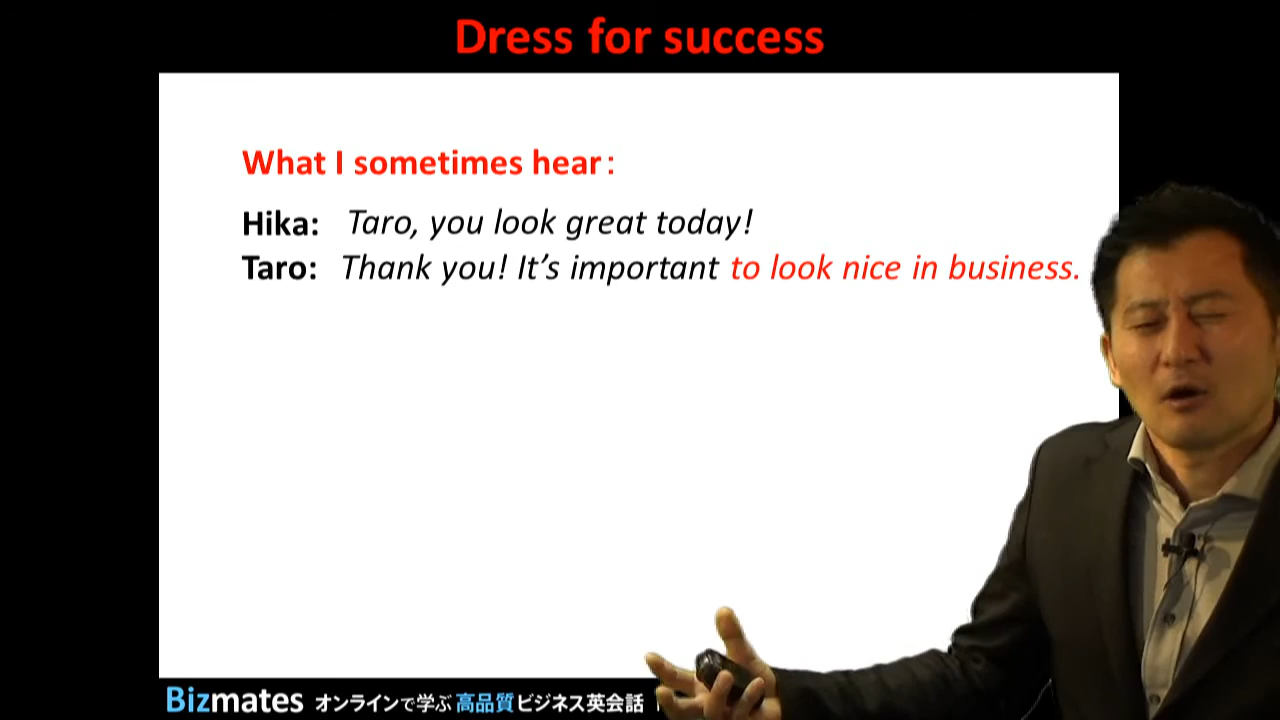 Dress for success
What I sometimes hear:
Hika: Taro, you look great today!
Taro: Thank you! It's important to look nice in business.
Bizmates オンラインで学ぶ高品質ビジネス英会話